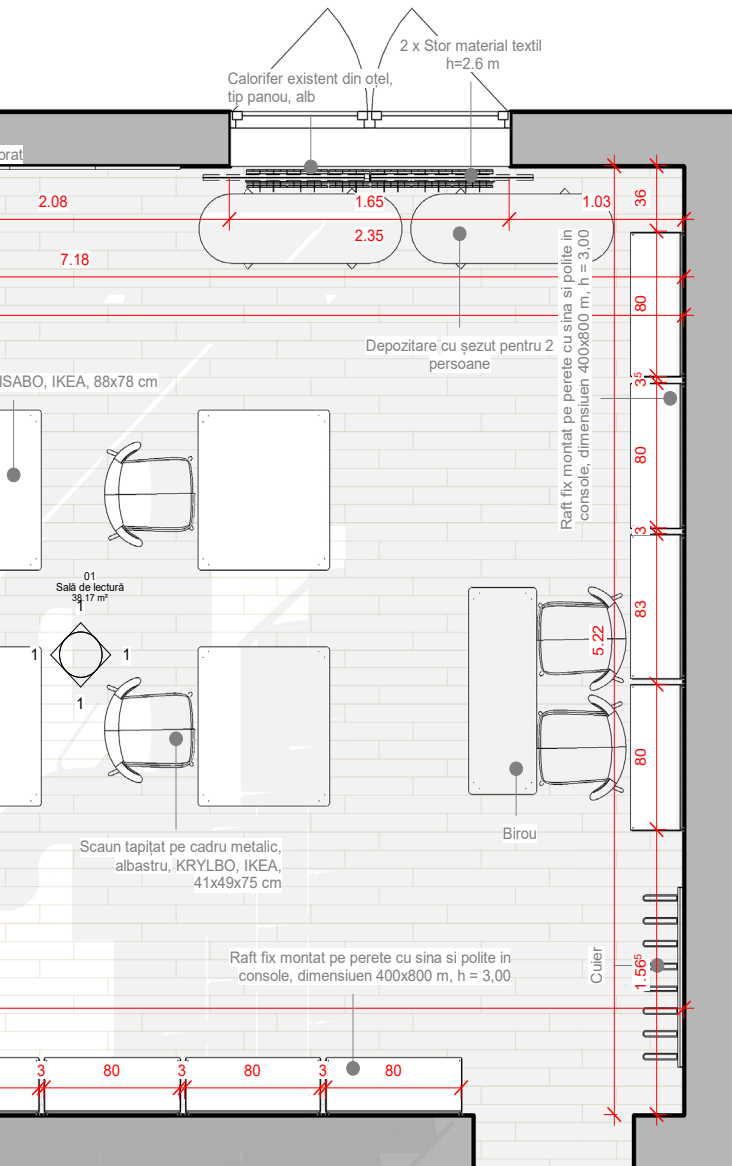 2 x Stor material textil
h=2.6 m
Calorifer existent din oțel,
tip panou, alb
orat
2.08
1.65
1.03
36
2.35
7.18
Raft fix montat pe perete cu sina si polite in
console, dimensiuen 400x800 m, h = 3,00
80
Depozitare cu șezut pentru 2
persoane
3⁵
ISABO, IKEA, 88x78 cm
80
3
01
Sală de lectură
38.17 m²
1
1
1
1
83
5.22
80
Birou
Scaun tapițat pe cadru metalic,
albastru, KRYLBO, IKEA,
41x49x75 cm
Raft fix montat pe perete cu sina si polite in
console, dimensiuen 400x800 m, h = 3,00
Cuier
1.56⁵
3
80
3
80
3
80